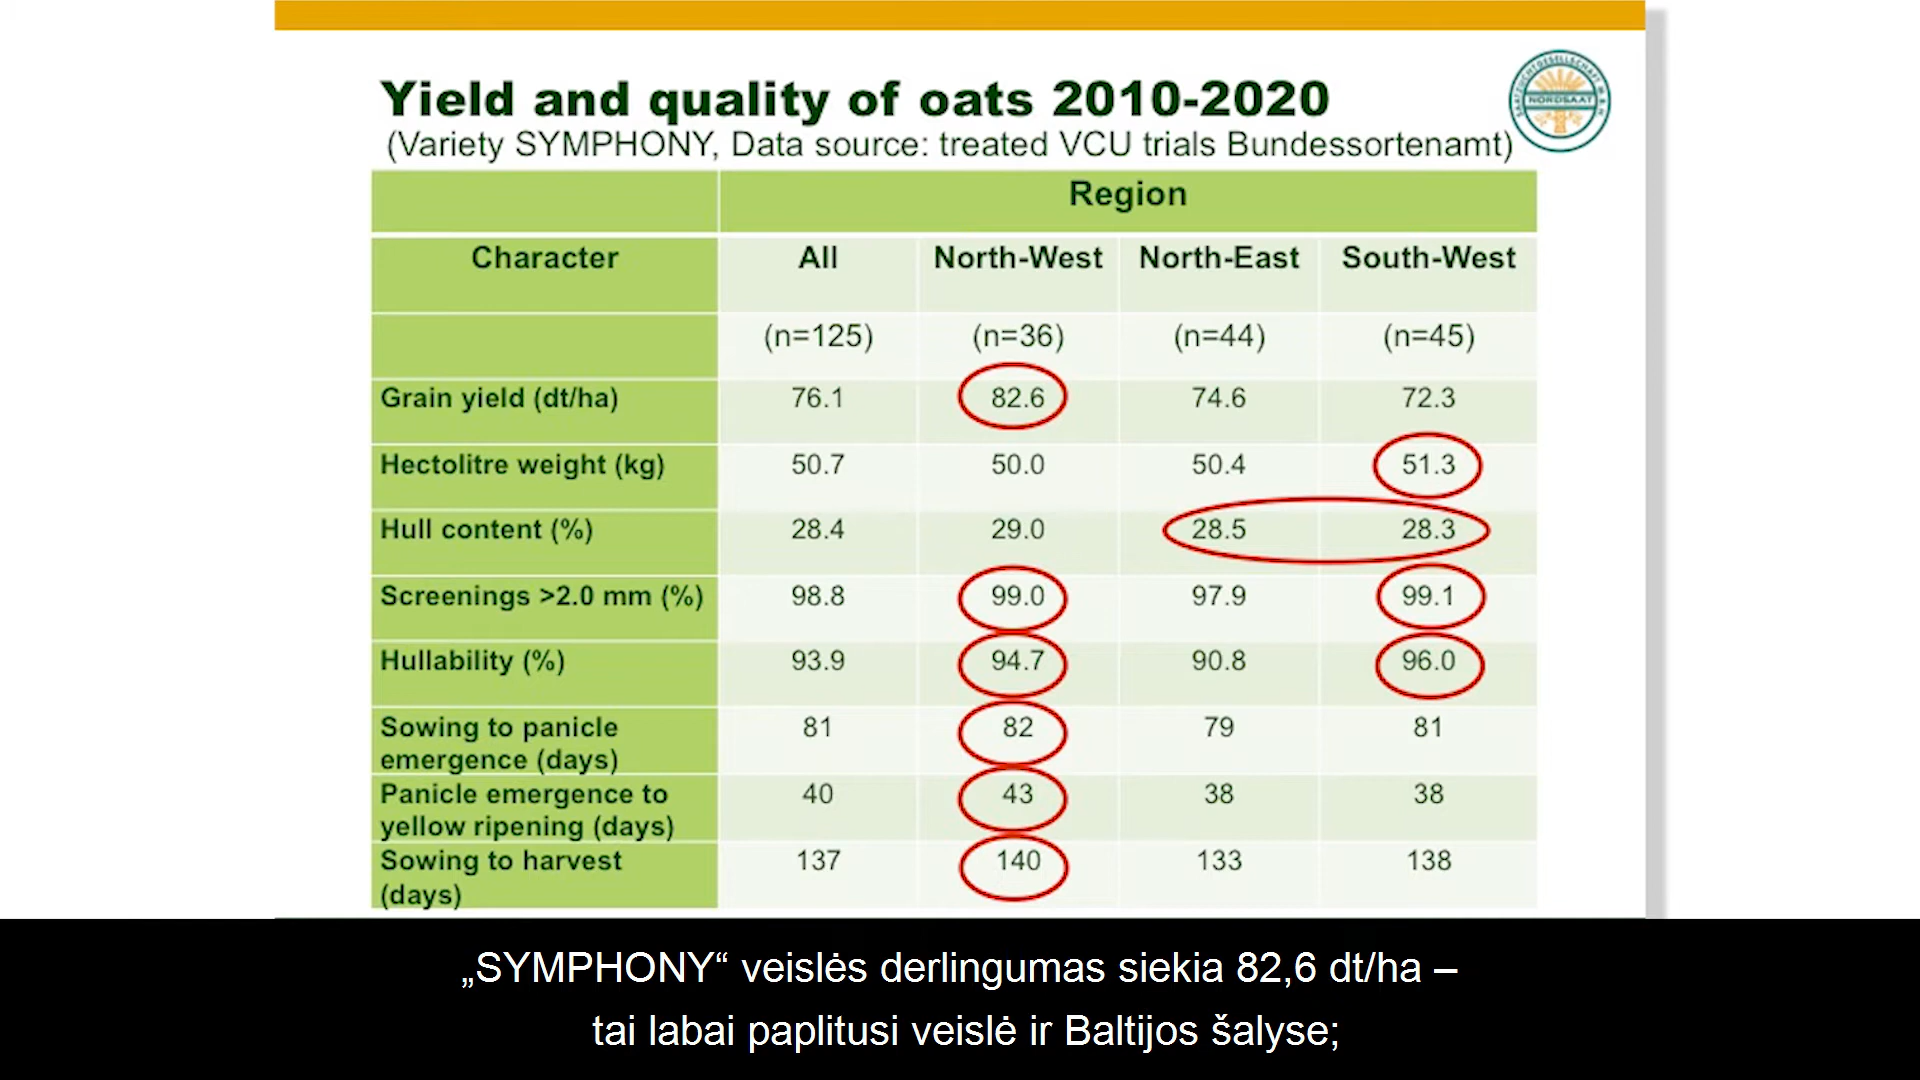 Yield and quality of oats 2010-2020
(Variety SYMPHONY, Data source: treated VCU trials Bundessortenamt)
NORDSAAT
Region
Character All North-West North-East South-West
(n=125) (n=36) (n=44) (n=45)
Grain yield (dt/ha) 76.1 82.6 74.6 72.3
Hectolitre weight (kg) 50.7 50.0 50.4 51.3
Hull content (%) 28.4 29.0 28.5 28.3
Screenings >2.0 mm (%) 98.8 99.0 97.9 99.1
Hullability (%) 93.9 94.7 90.8 96.0
Sowing to panicle
emergence (days) 81 82 79 81
Panicle emergence to
yellow ripening (days) 40 43 38 38
Sowing to harvest
(days) 137 140 133 138
„SYMPHONY“ veislės derlingumas siekia 82,6 dt/ha –
tai labai paplitusi veislė ir Baltijos šalyse;